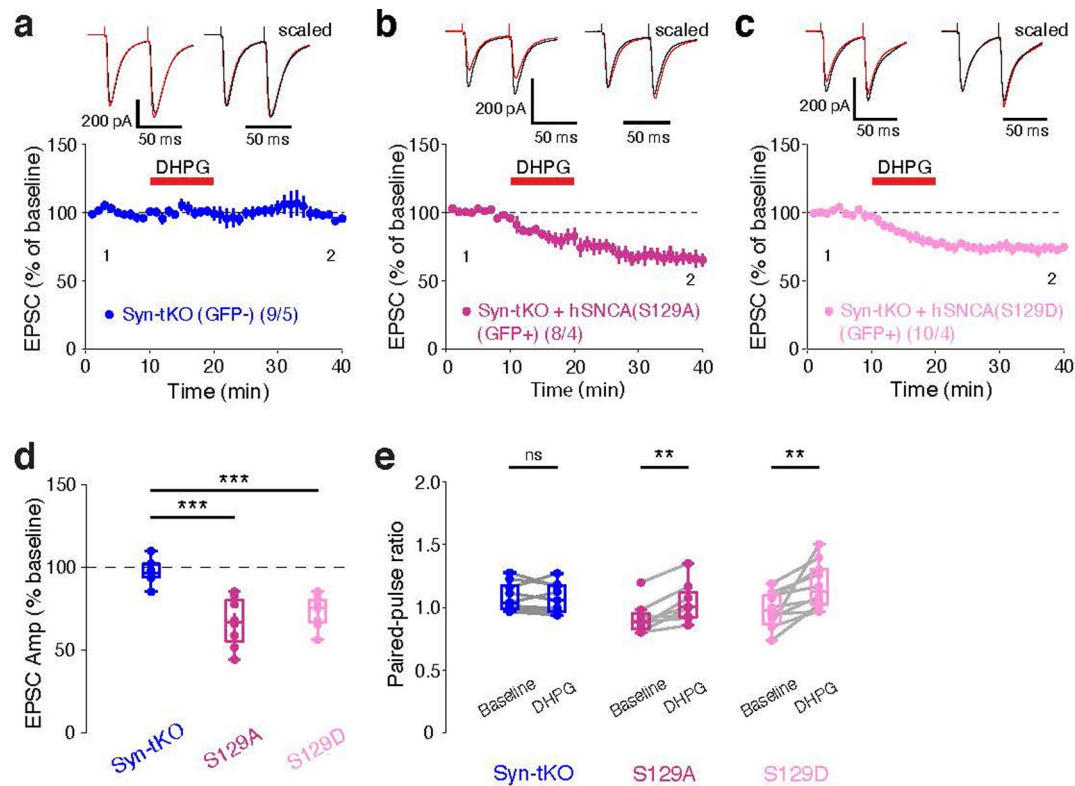 a
scaled
200 pA
50 ms
50 ms
EPSC (% of baseline)
150
100
50
0
DHPG
1
2
Syn-tKO (GFP-) (9/5)
0
10
20
30
40
Time (min)
b
scaled
200 pA
50 ms
50 ms
EPSC (% of baseline)
150
100
50
0
DHPG
1
2
Syn-tKO + hSNCA(S129A)
(GFP+) (8/4)
0
10
20
30
40
Time (min)
c
scaled
200 pA
50 ms
50 ms
EPSC (% of baseline)
150
100
50
0
DHPG
1
2
Syn-tKO + hSNCA(S129D)
(GFP+) (10/4)
0
10
20
30
40
Time (min)
d
EPSC Amp (% baseline)
150
100
50
0
***
***
Syn-tKO
S129A
S129D
e
Paired-pulse ratio
2.0
1.5
1.0
0.5
0
ns
**
**
Baseline
DHPG
Baseline
DHPG
Baseline
DHPG
Syn-tKO
S129A
S129D